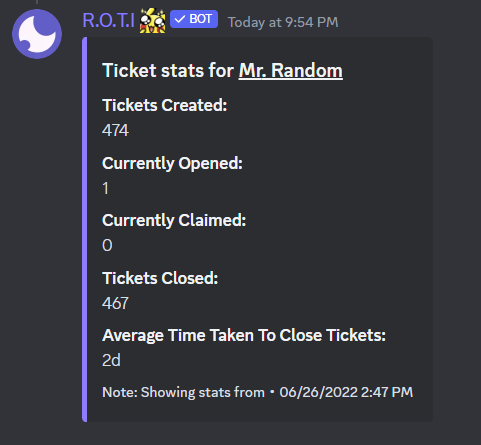 R.O.T.I BOT Today at 9:54 PM
Ticket stats for Mr. Random
Tickets Created:
474
Currently Opened:
1
Currently Claimed:
0
Tickets Closed:
467
Average Time Taken To Close Tickets:
2d
Note: Showing stats from • 06/26/2022 2:47 PM